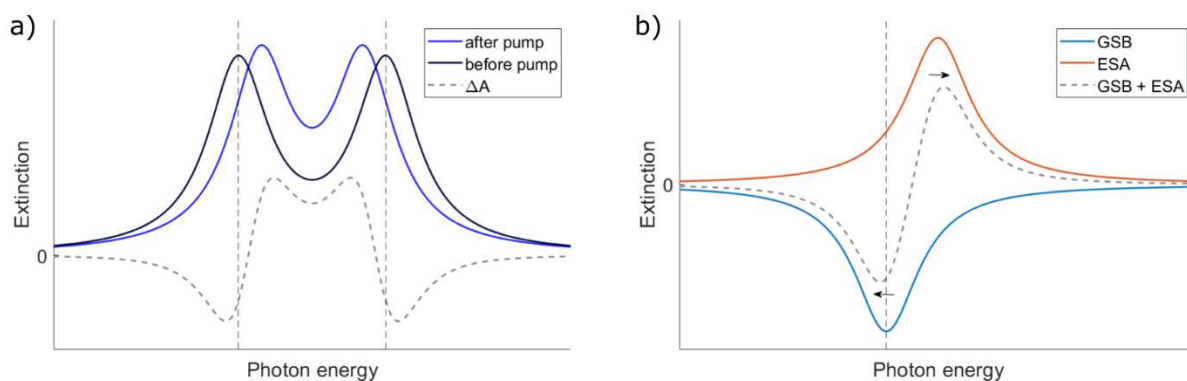 a)
after pump
before pump
ΔA
Extinction
0
Photon energy
b)
GSB
ESA
GSB + ESA
Extinction
0
Photon energy